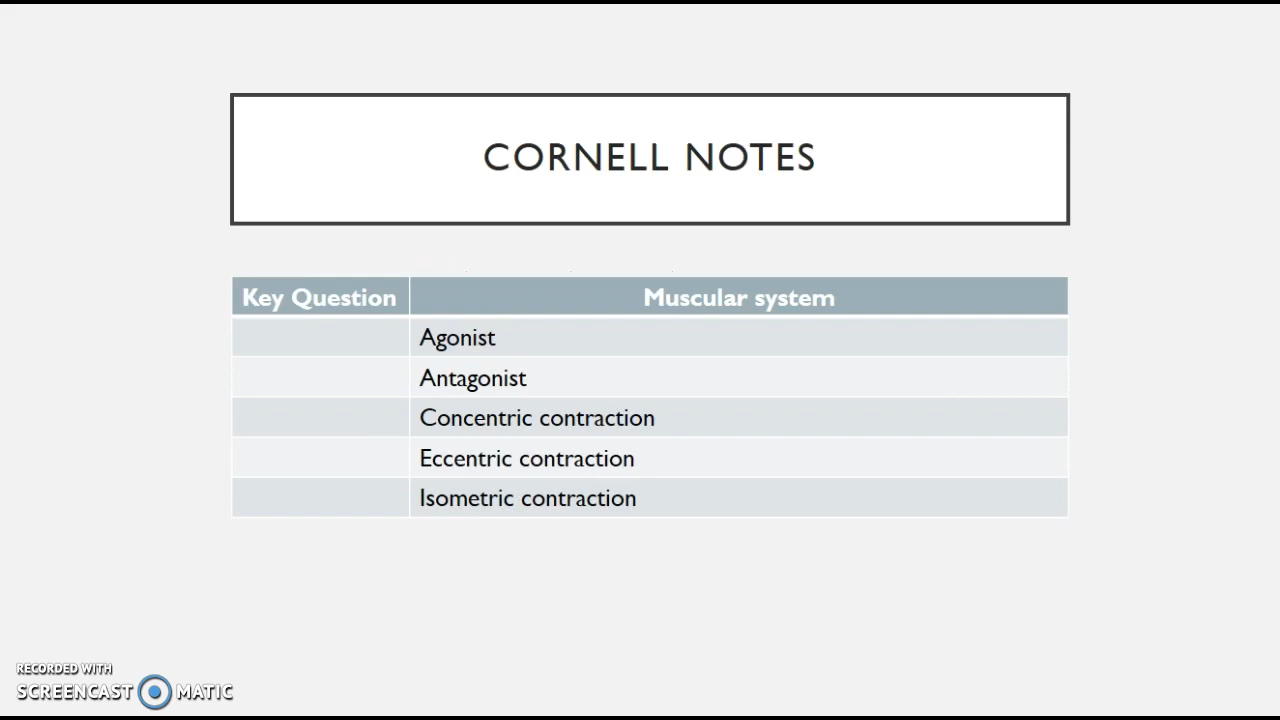 CORNELL NOTES
Key Question Muscular system
Agonist
Antagonist
Concentric contraction
Eccentric contraction
Isometric contraction
RECORDED WITH
SCREENCAST MATIC